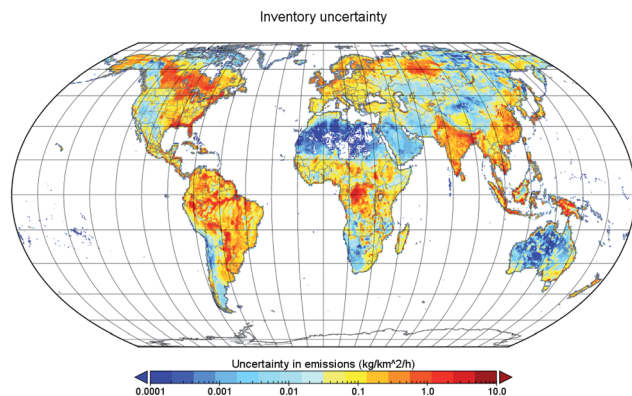 Inventory uncertainty
Uncertainty in emissions (kg/km^2/h)
0.0001 0.001 0.01 0.1 1.0 10.0